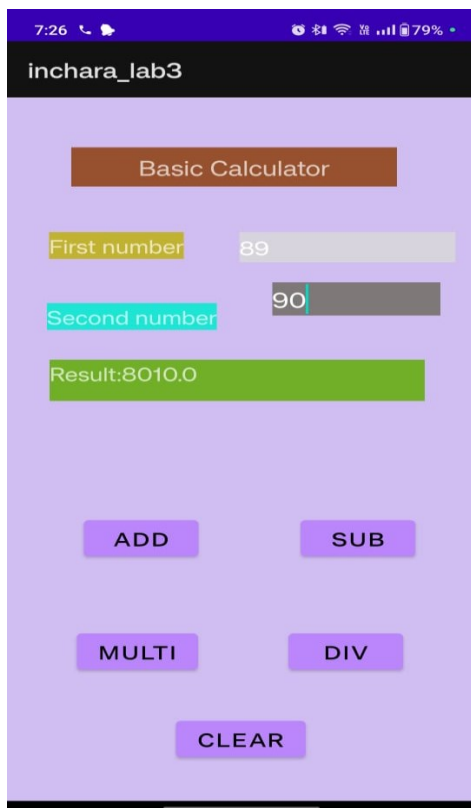 7:26 79%
inchara_lab3
Basic Calculator
First number 89
Second number 90
Result:8010.0
ADD SUB
MULTI DIV
CLEAR